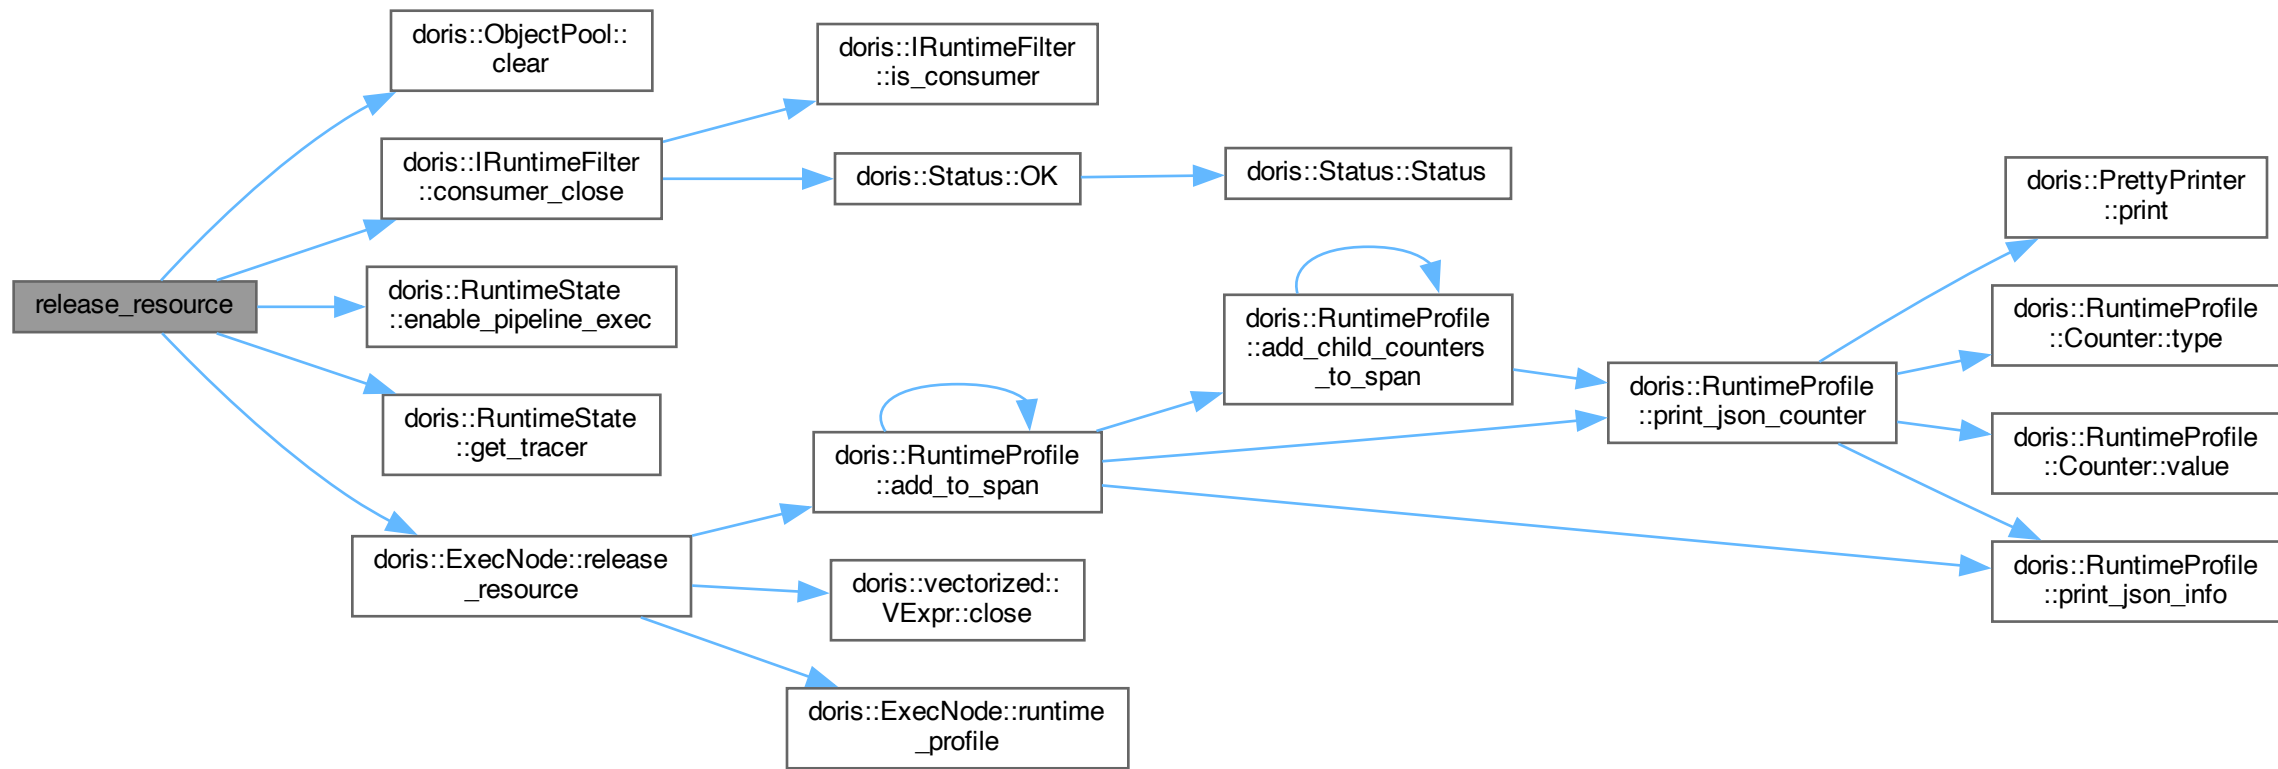 release_resource
doris::ObjectPool::
clear
doris::IRuntimeFilter
::consumer_close
doris::RuntimeState
::enable_pipeline_exec
doris::RuntimeState
::get_tracer
doris::ExecNode::release
_resource
doris::IRuntimeFilter
::is_consumer
doris::Status::OK
doris::Status::Status
doris::RuntimeProfile
::add_to_span
doris::vectorized::
VExpr::close
doris::ExecNode::runtime
_profile
doris::RuntimeProfile
::add_child_counters
_to_span
doris::RuntimeProfile
::print_json_counter
doris::PrettyPrinter
::print
doris::RuntimeProfile
::Counter::type
doris::RuntimeProfile
::Counter::value
doris::RuntimeProfile
::print_json_info